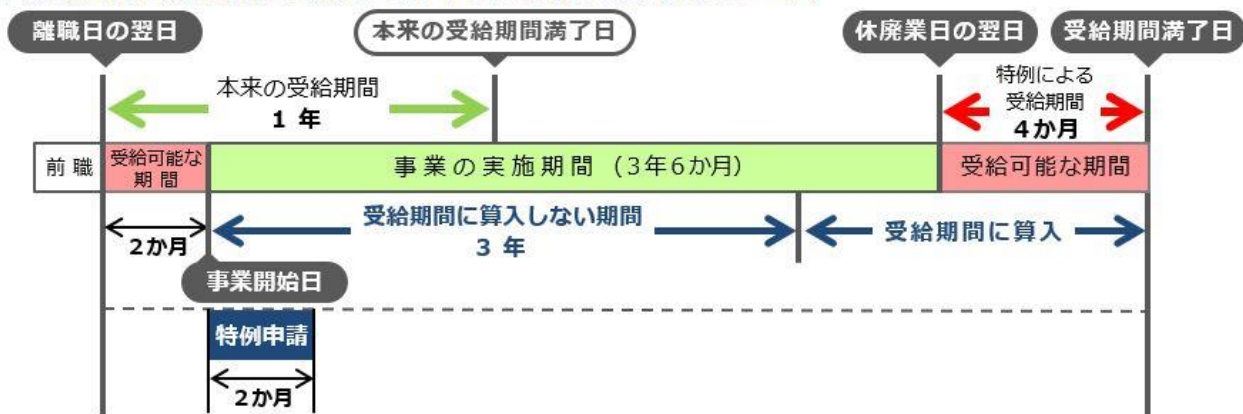 離職日の翌日
本来の受給期間満了日
休廃業日の翌日
受給期間満了日
本来の受給期間
1 年
特例による
受給期間
4か月
前 職
受給可能な
期 間
事業の実施期間 (3年6か月)
受給可能な期間
2か月
受給期間に算入しない期間
3 年
受給期間に算入
事業開始日
特例申請
2か月